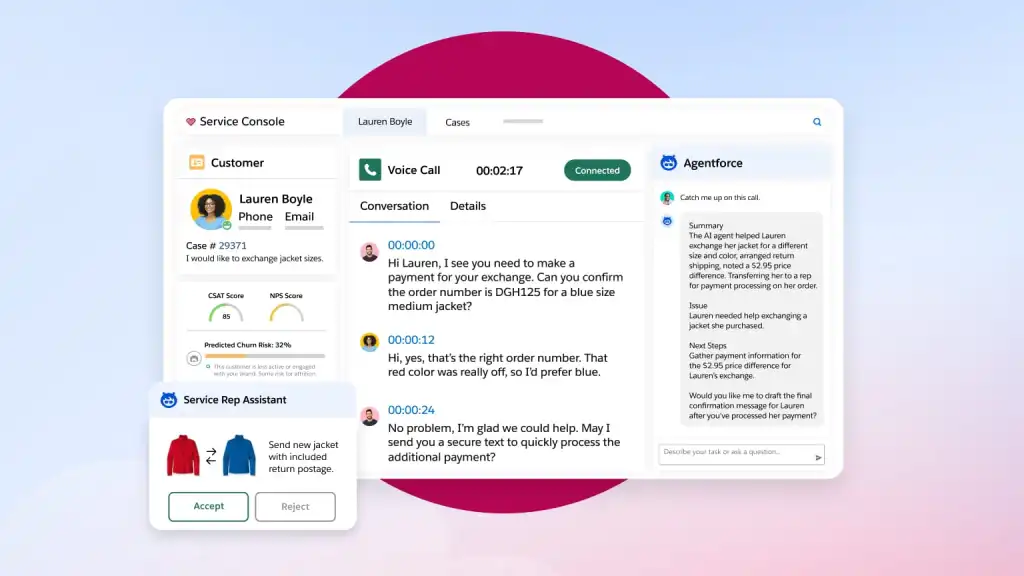 Service Console
Lauren Boyle
Cases
Customer
Lauren Boyle
Phone
Email
Case # 29371
I would like to exchange jacket sizes.
CSAT Score
NPS Score
85
Predicted Churn Risk: 32%
This customer is less active or engaged
with your brand. Some risk for attrition.
Service Rep Assistant
Send new jacket
with included
return postage.
Accept
Reject
Voice Call
00:02:17
Connected
Conversation
Details
00:00:00
Hi Lauren, I see you need to make a
payment for your exchange. Can you confirm
the order number is DGH125 for a blue size
medium jacket?
00:00:12
Hi, yes, that's the right order number. That
red color was really off, so I'd prefer blue.
00:00:24
No problem, I'm glad we could help. May I
send you a secure text to quickly process the
additional payment?
Agentforce
Catch me up on this call.
Summary
The AI agent helped Lauren
exchange her jacket for a different
size and color, arranged return
shipping, noted a $2.95 price
difference. Transferring her to a rep
for payment processing on her order.
Issue
Lauren needed help exchanging a
jacket she purchased.
Next Steps
Gather payment information for
the $2.95 price difference for
Lauren's exchange.
Would you like me to draft the final
confirmation message for Lauren
after you've processed her payment?
Describe your task or ask a question...